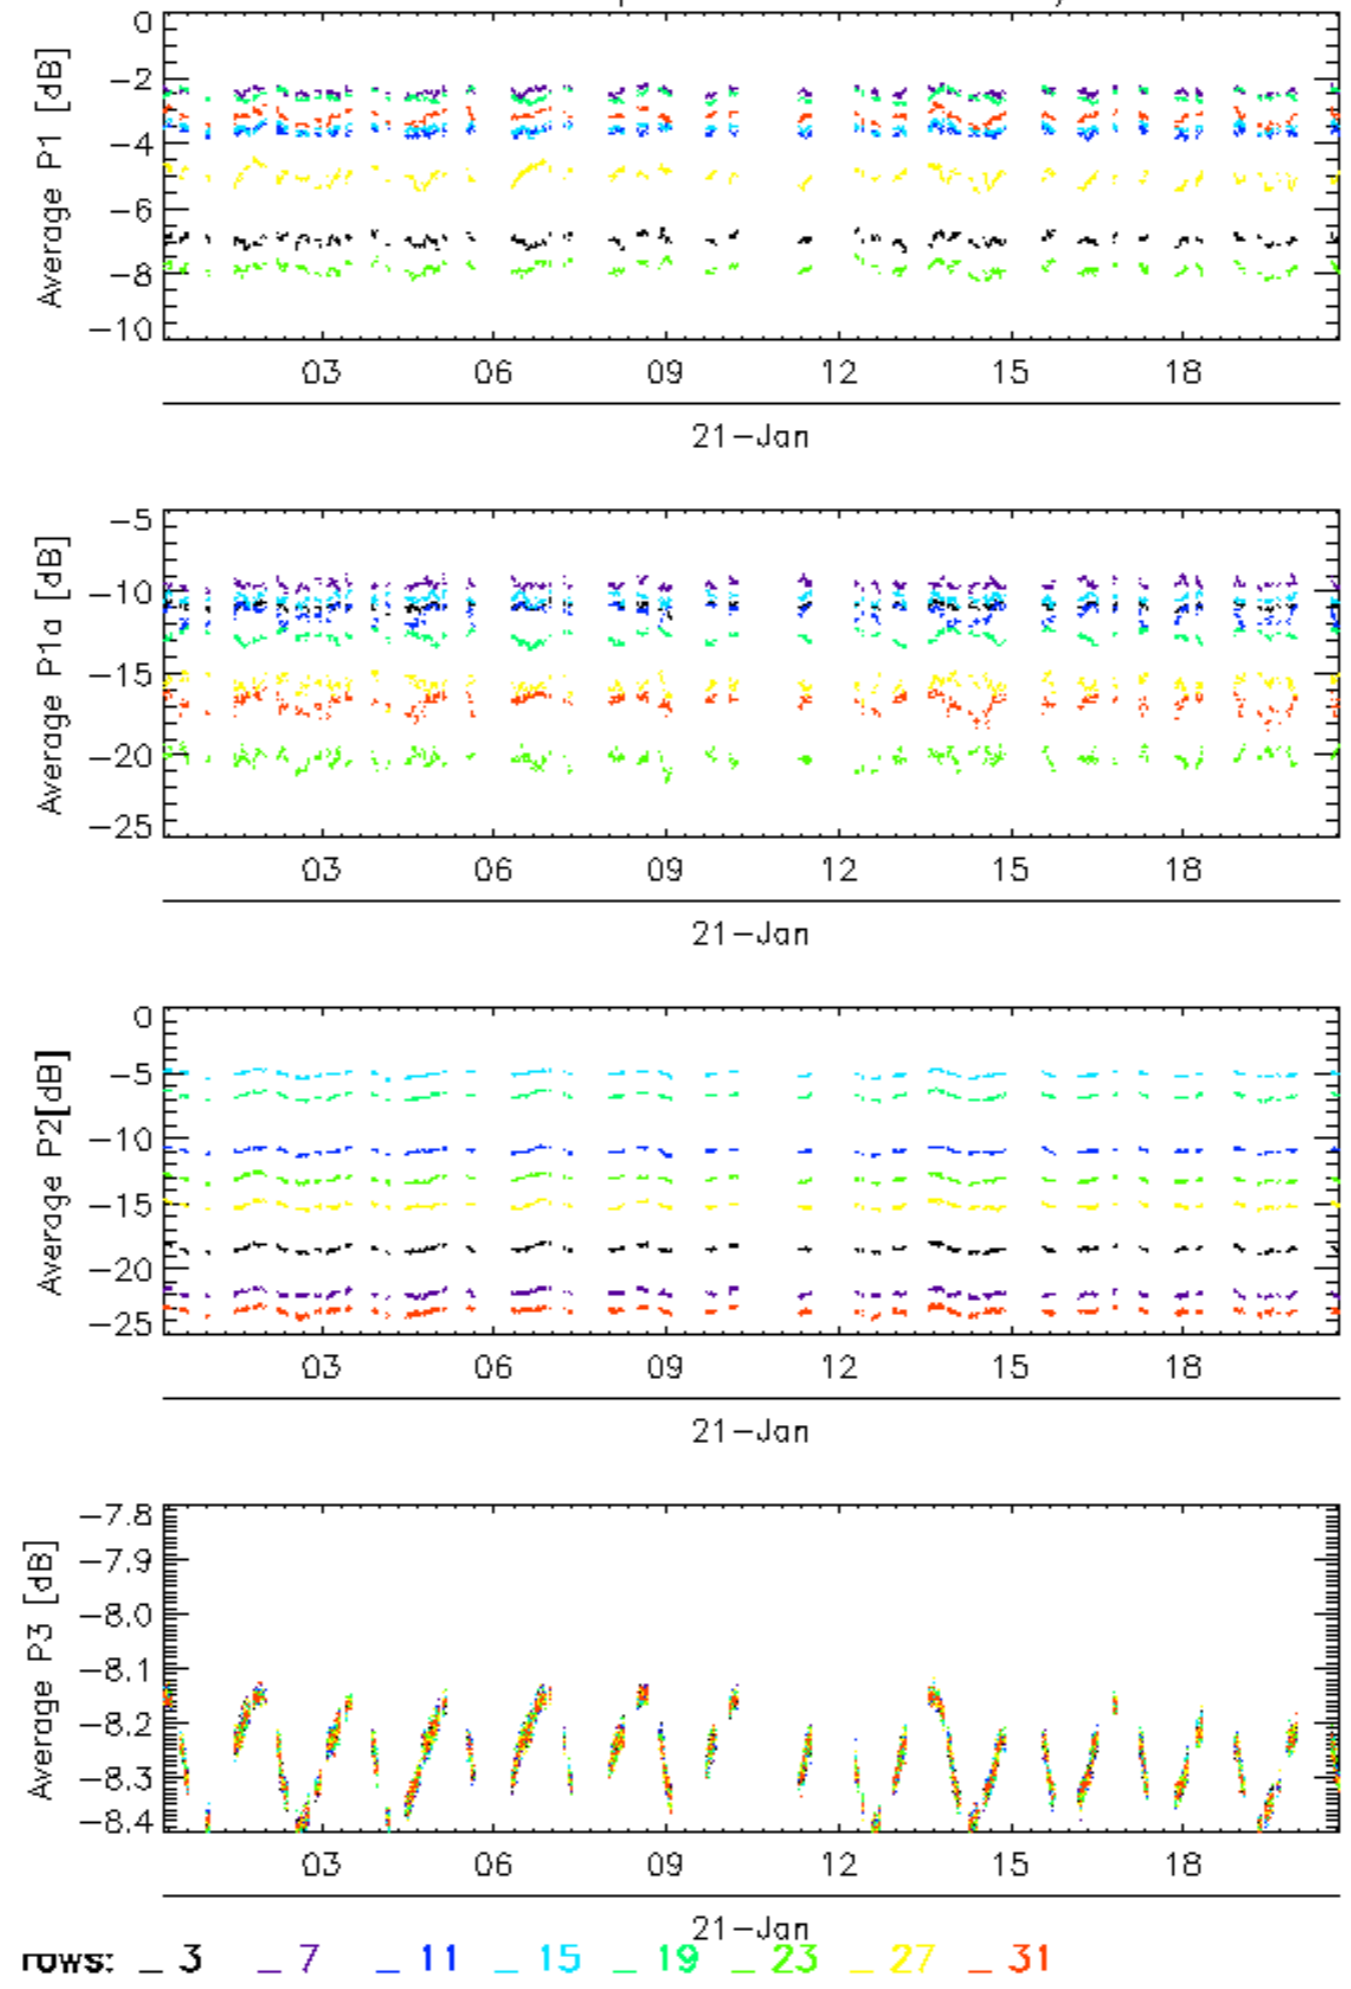 0
−2
−4
−6
−8
−10
Average P1 [dB]
03 06 09 12 15 18
21−Jan
−5
−10
−15
−20
−25
Average P1a [dB]
03 06 09 12 15 18
21−Jan
0
−5
−10
−15
−20
−25
Average P2[dB]
03 06 09 12 15 18
21−Jan
−7.8
−7.9
−8.0
−8.1
−8.2
−8.3
−8.4
Average P3 [dB]
03 06 09 12 15 18
21−Jan
rows: _ 3 _ 7 _ 11 _ 15 _ 19 _ 23 _ 27 _ 31